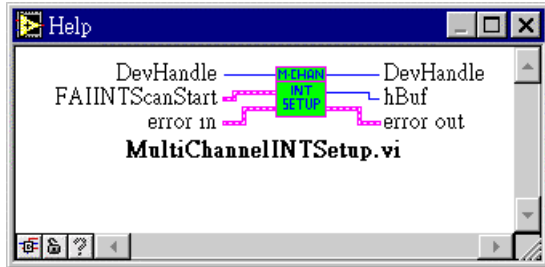 Help
DevHandle M-CHAN DevHandle
FAIINTScanStart INT hBuf
error in SETUP error out
MultiChannelINTSetup.vi
?